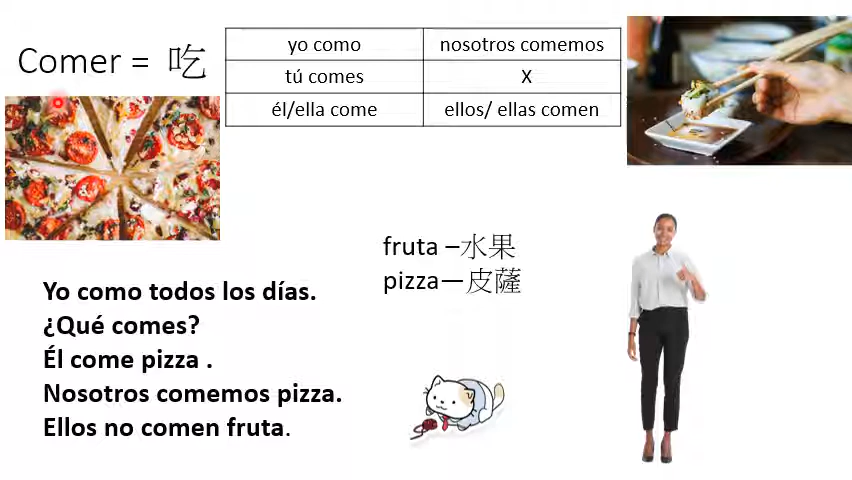 Comer = 吃
yo como nosotros comemos
tú comes X
él/ella come ellos/ ellas comen
fruta –水果
pizza—皮薩
Yo como todos los días.
¿Qué comes?
Él come pizza .
Nosotros comemos pizza.
Ellos no comen fruta.